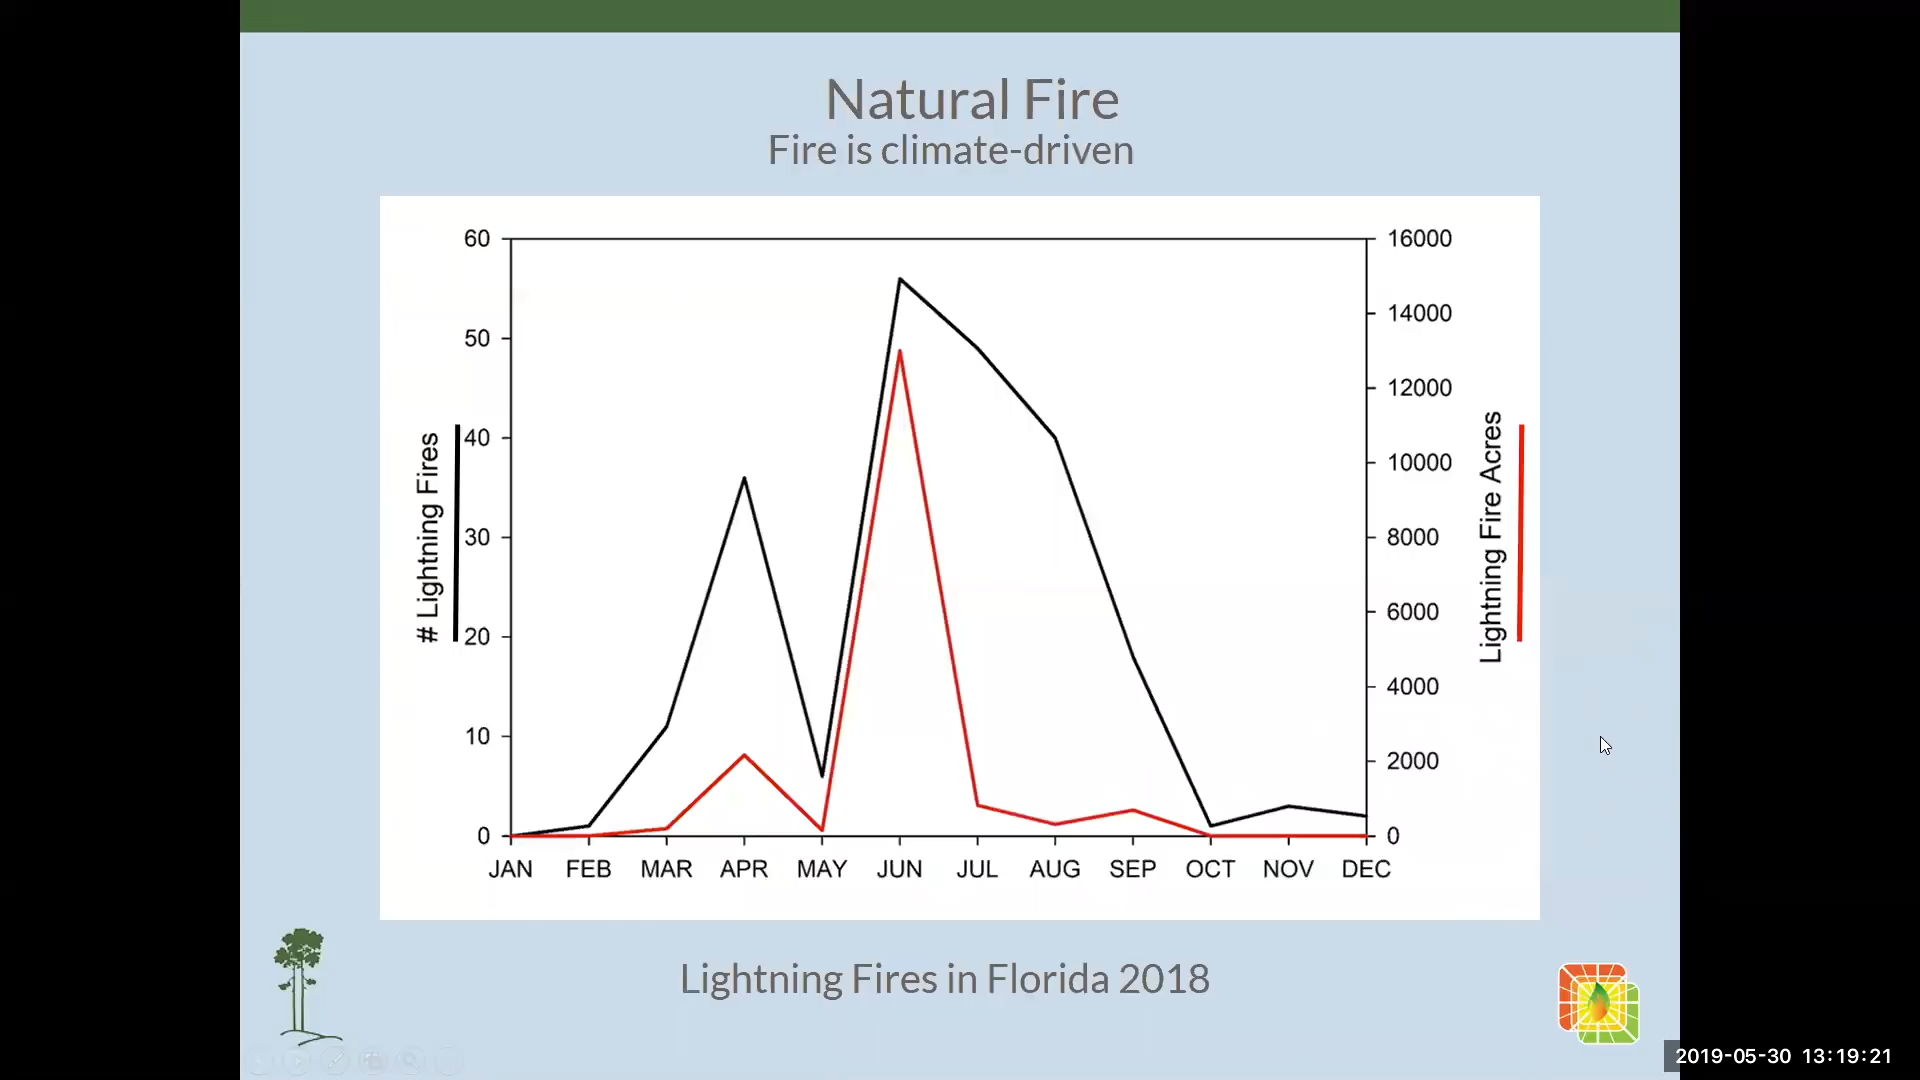 Natural Fire
Fire is climate-driven
60
50
40
30
20
10
0
# Lightning Fires
16000
14000
12000
10000
8000
6000
4000
2000
0
Lightning Fire Acres
JAN FEB MAR APR MAY JUN JUL AUG SEP OCT NOV DEC
Lightning Fires in Florida 2018
2019-05-30 13:19:21